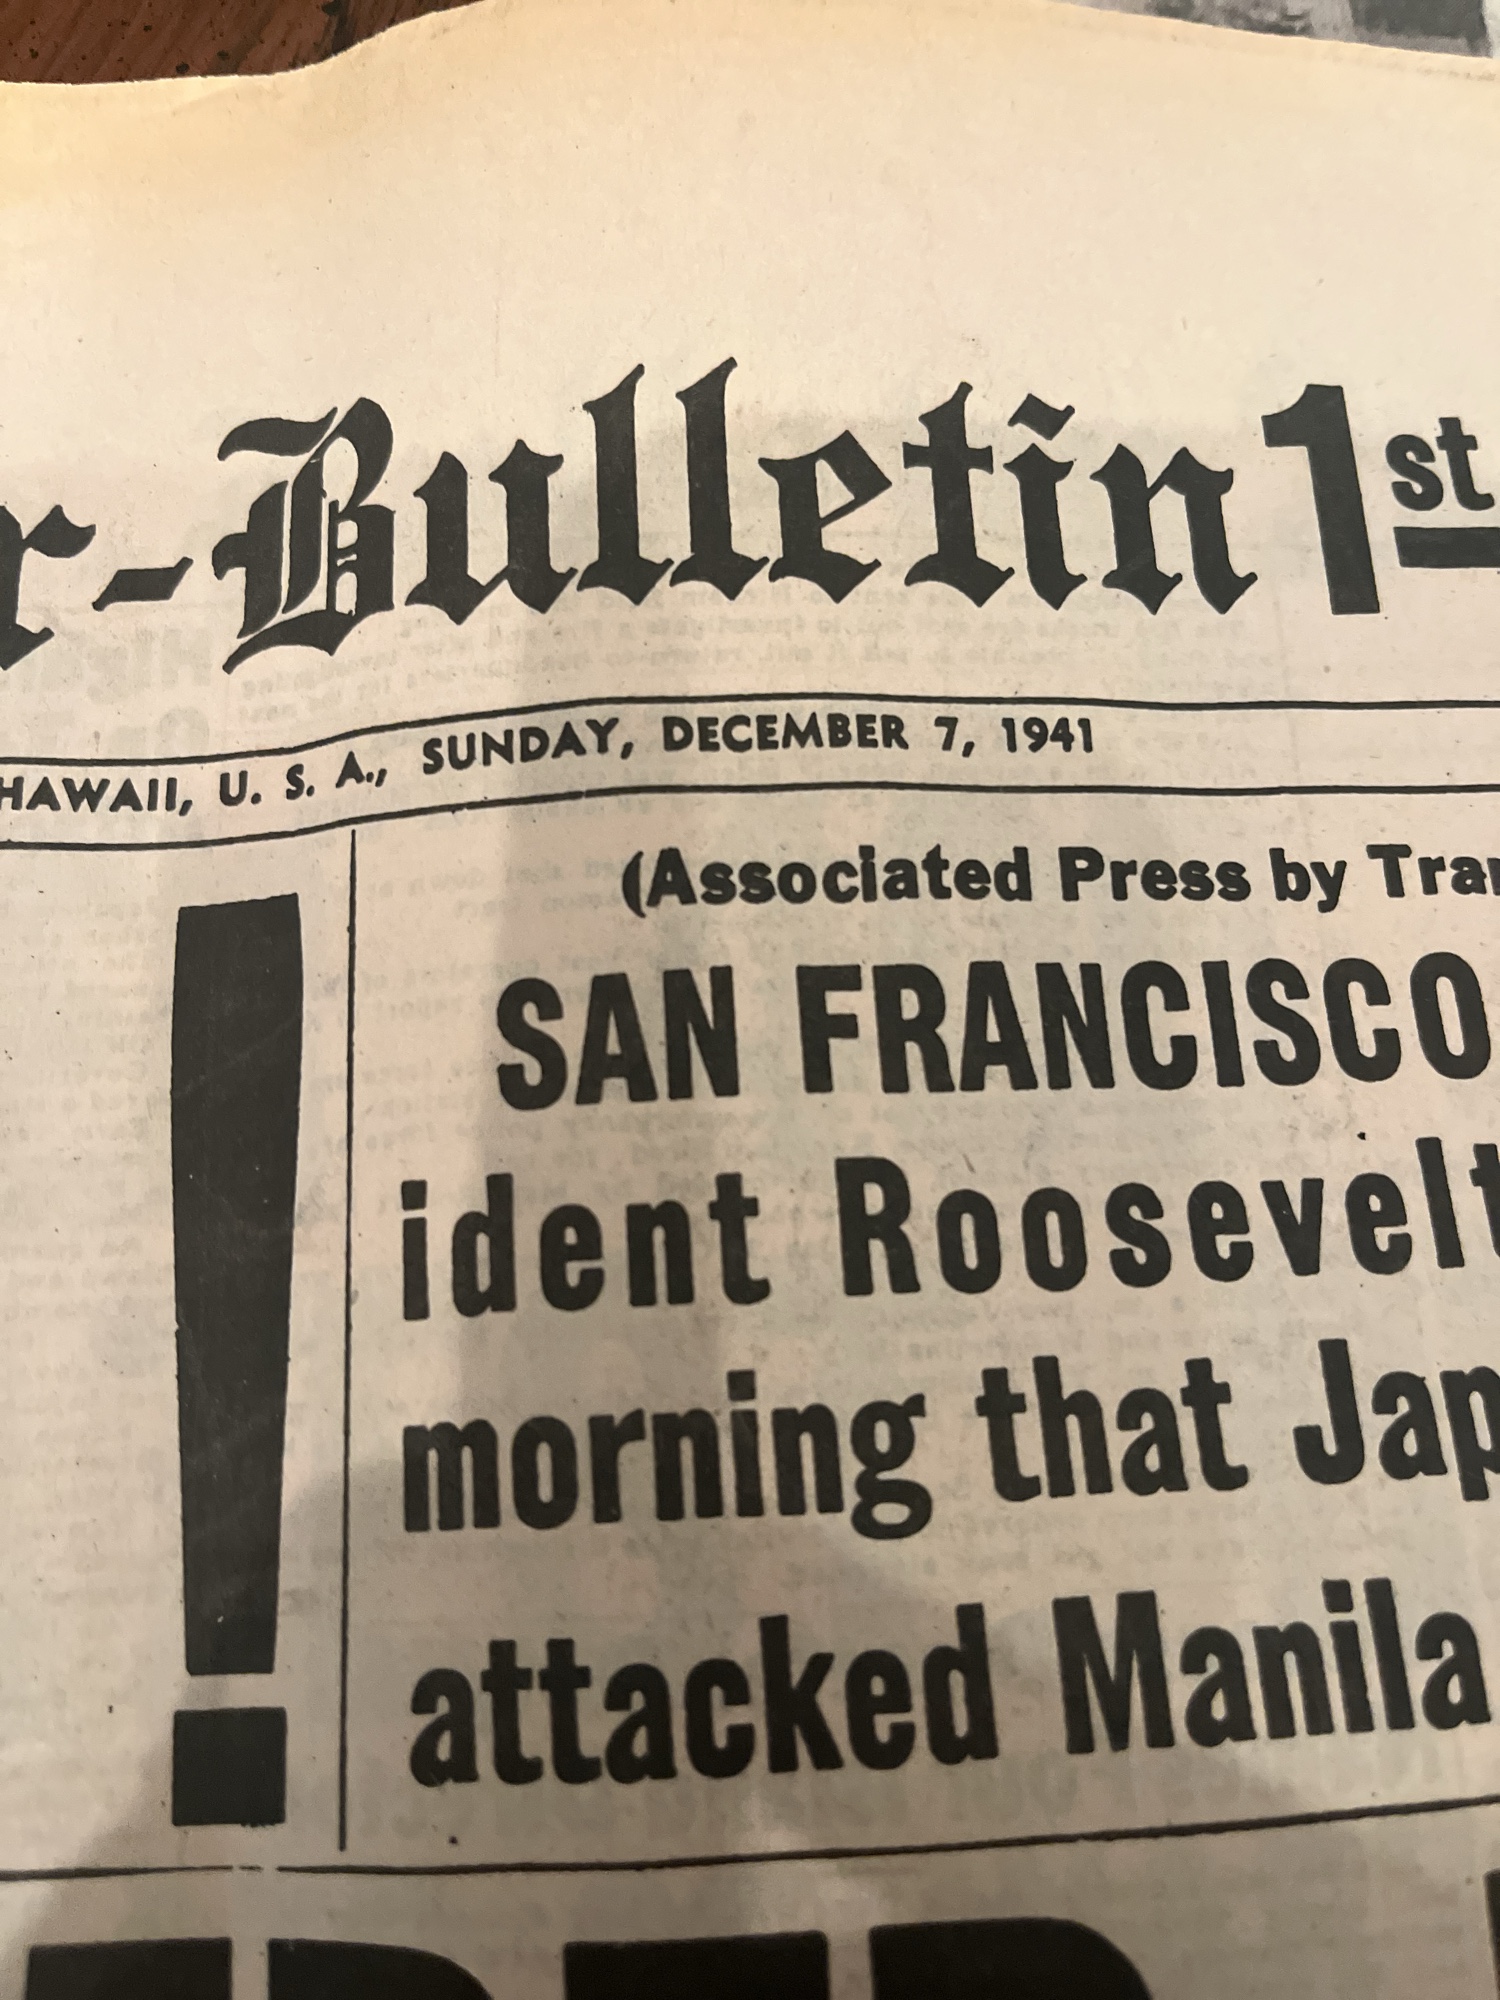 r-Bulletin 1st
HAWAII, U. S. A., SUNDAY, DECEMBER 7, 1941
!
(Associated Press by Tran
SAN FRANCISCO
ident Roosevelt
morning that Jap
attacked Manila